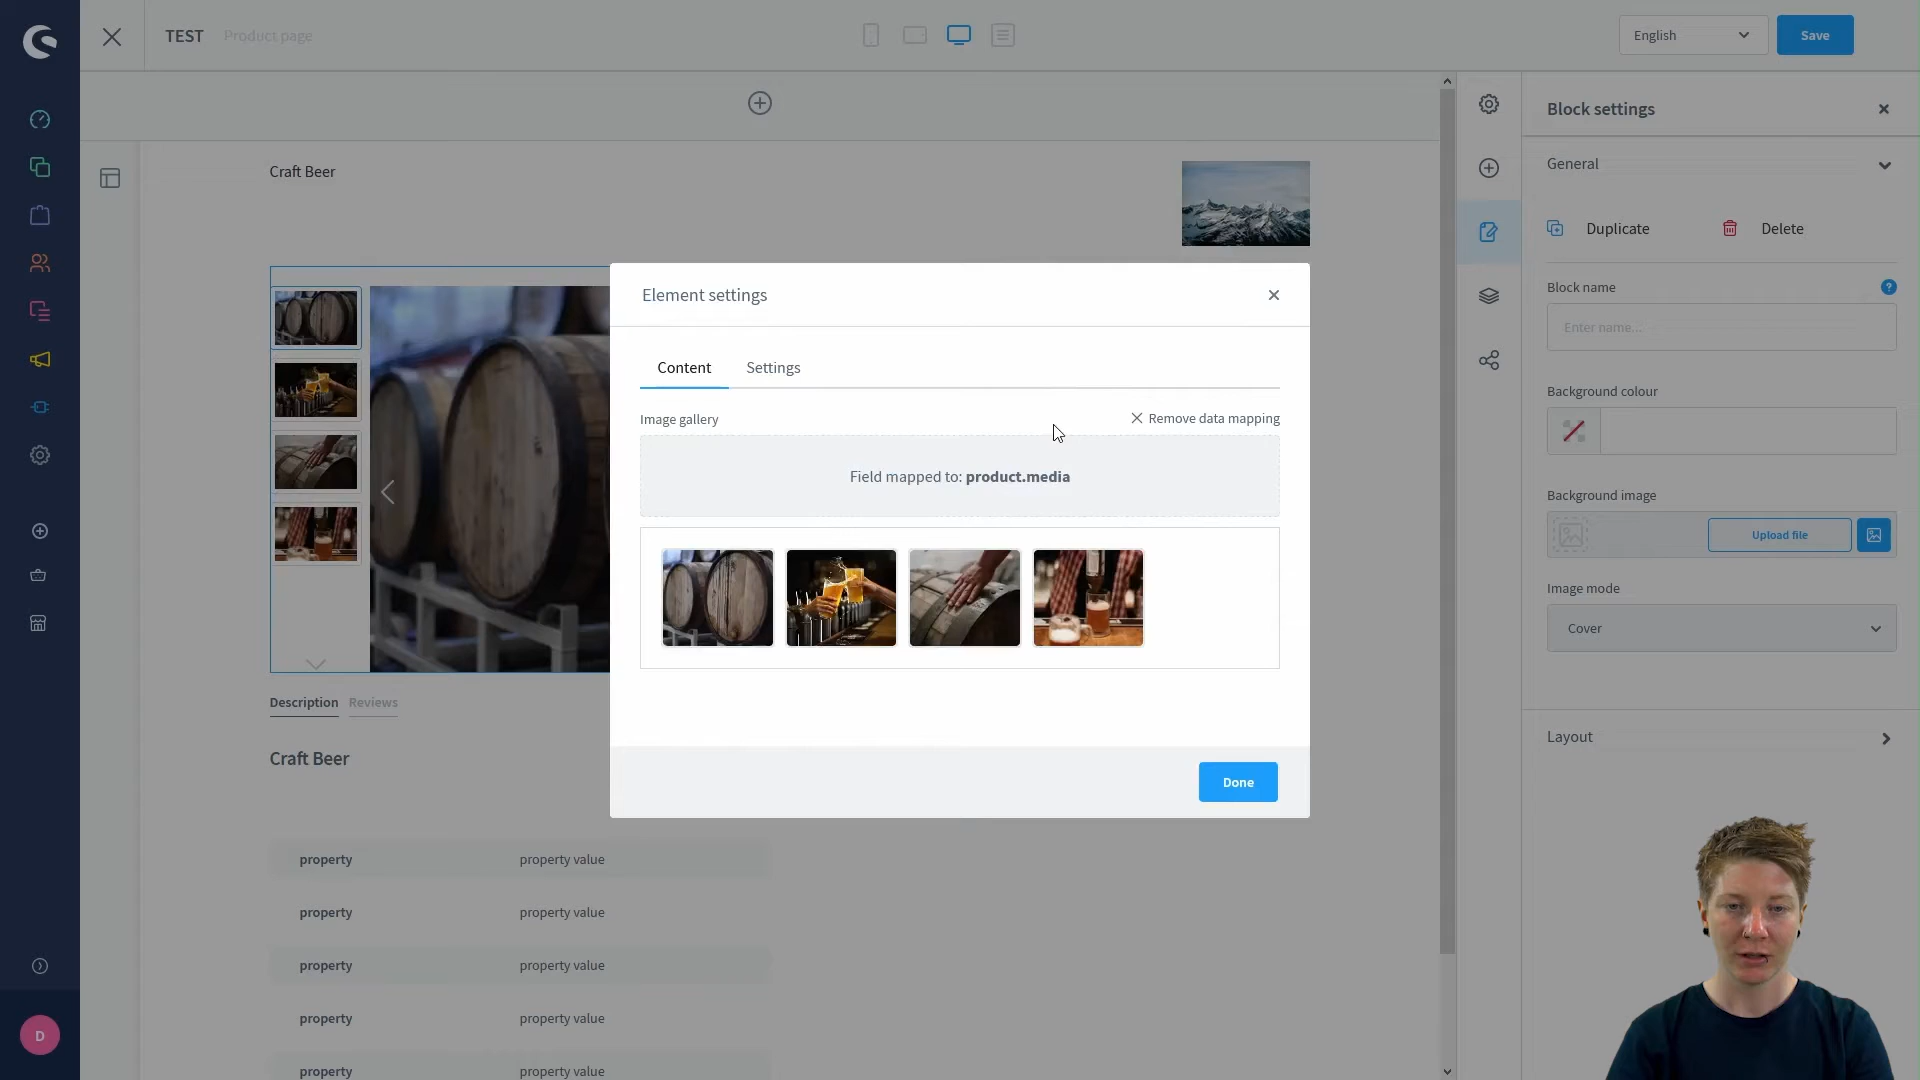 TEST Product page
English
Save
Craft Beer
Block settings
General
Duplicate
Delete
Block name
Enter name...
Background colour
Background image
Upload file
Image mode
Cover
Layout
Element settings
Content Settings
Image gallery
Remove data mapping
Field mapped to: product.media
Done
Description Reviews
Craft Beer
property property value
property property value
property property value
property property value
property property value
D